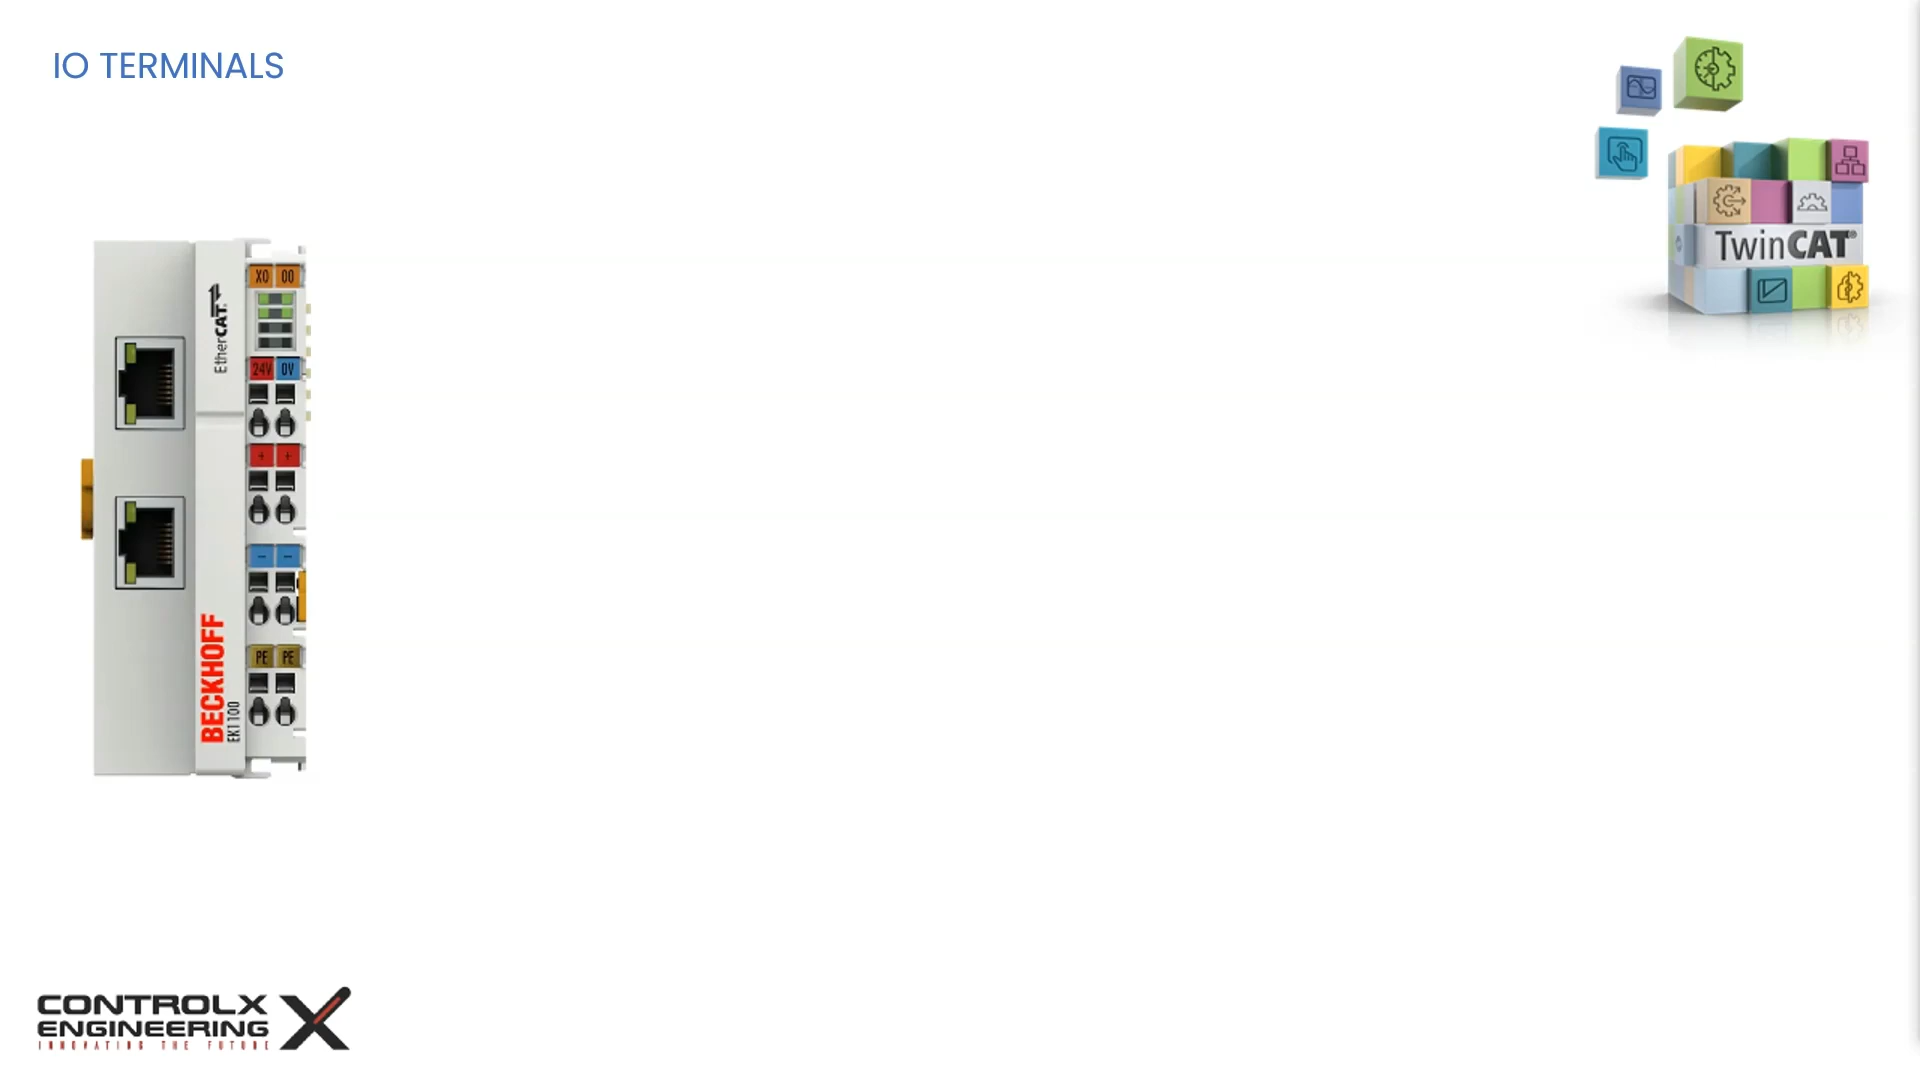 IO TERMINALS
TwinCAT®
X0 00
EtherCAT
24V 0V
+ +
- -
PE PE
BECKHOFF
EK1100
CONTROLX
ENGINEERING
INNOVATING THE FUTURE